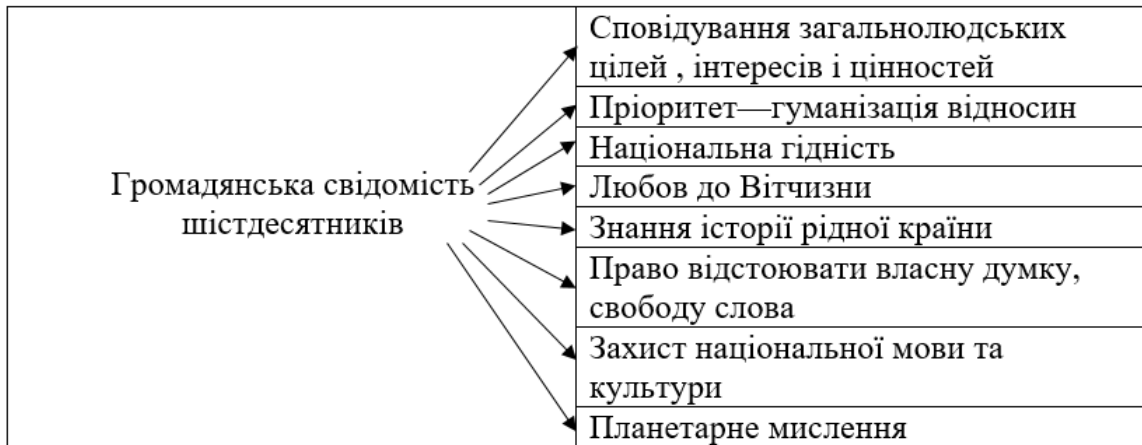 Громадянська свідомість
шістдесятників
Сповідування загальнолюдських
цілей , інтересів і цінностей
Пріоритет—гуманізація відносин
Національна гідність
Любов до Вітчизни
Знання історії рідної країни
Право відстоювати власну думку,
свободу слова
Захист національної мови та
культури
Планетарне мислення